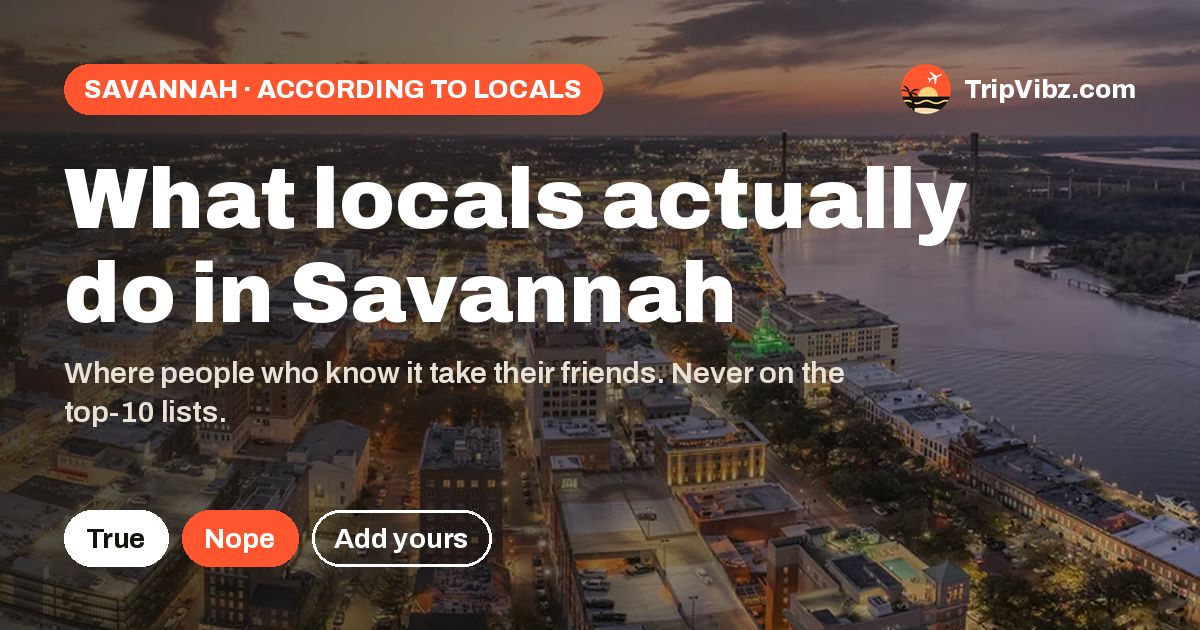 SAVANNAH · ACCORDING TO LOCALS
TripVibz.com
What locals actually
do in Savannah
Where people who know it take their friends. Never on the
top-10 lists.
True
Nope
Add yours